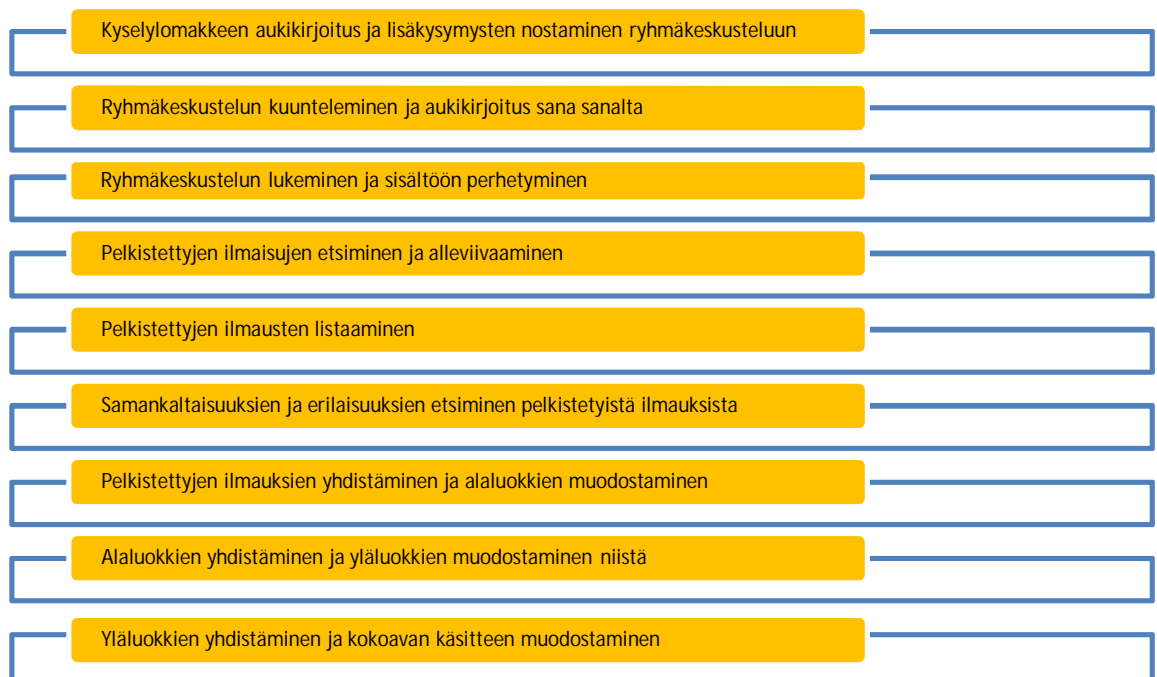 Kyselylomakkeen aukikirjoitus ja lisäkysymysten nostaminen ryhmäkeskusteluun
Ryhmäkeskustelun kuunteleminen ja aukikirjoitus sana sanalta
Ryhmäkeskustelun lukeminen ja sisältöön perhetyminen
Pelkistettyjen ilmaisujen etsiminen ja alleviivaaminen
Pelkistettyjen ilmausten listaaminen
Samankaltaisuuksien ja erilaisuuksien etsiminen pelkistetyistä ilmauksista
Pelkistettyjen ilmauksien yhdistäminen ja alaluokkien muodostaminen
Alaluokkien yhdistäminen ja yläluokkien muodostaminen niistä
Yläluokkien yhdistäminen ja kokoavan käsitteen muodostaminen